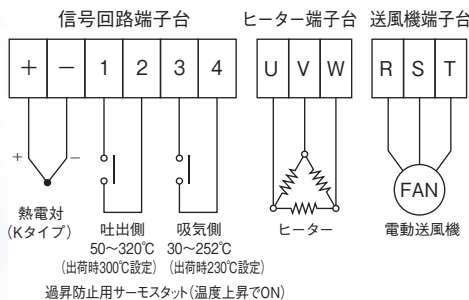 信号回路端子台 ヒーター端子台 送風機端子台
+ − 1 2 3 4 U V W R S T
+ −
FAN
熱電対 吐出側 吸気側 ヒーター 電動送風機
(Kタイプ) 50〜320℃ 30〜252℃
(出荷時300℃設定) (出荷時230℃設定)
過昇防止用サーモスタット(温度上昇でON)